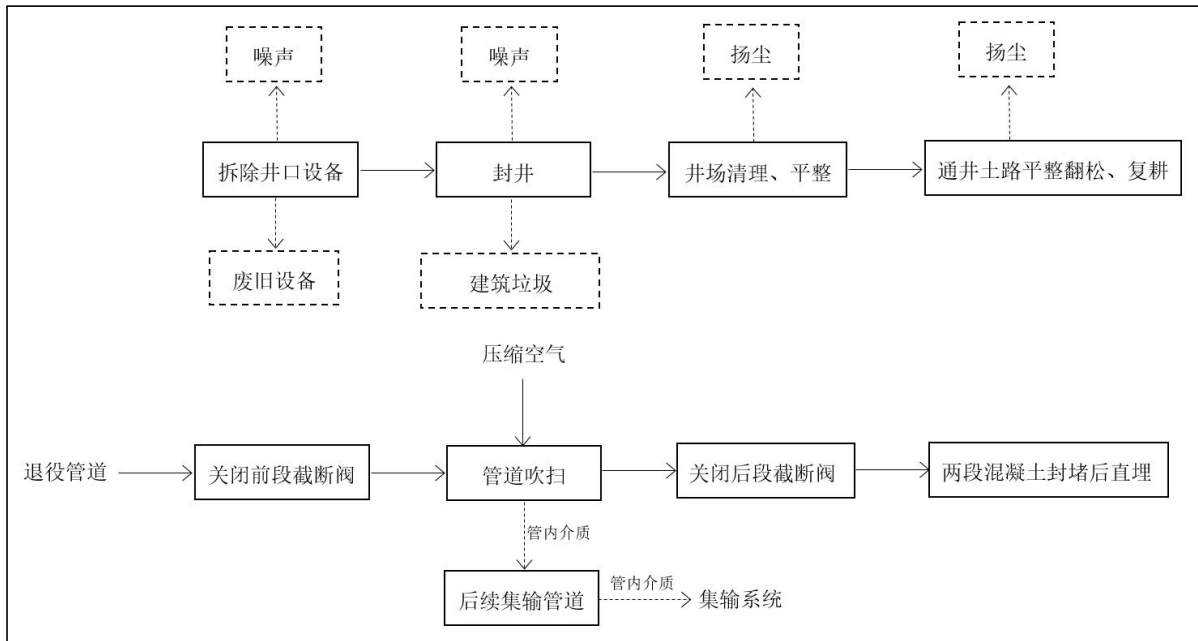 噪声
噪声
扬尘
扬尘
拆除井口设备
封井
井场清理、平整
通井土路平整翻松、复耕
废旧设备
建筑垃圾
压缩空气
退役管道
关闭前段截断阀
管道吹扫
关闭后段截断阀
两段混凝土封堵后直埋
管内介质
后续集输管道
管内介质
集输系统